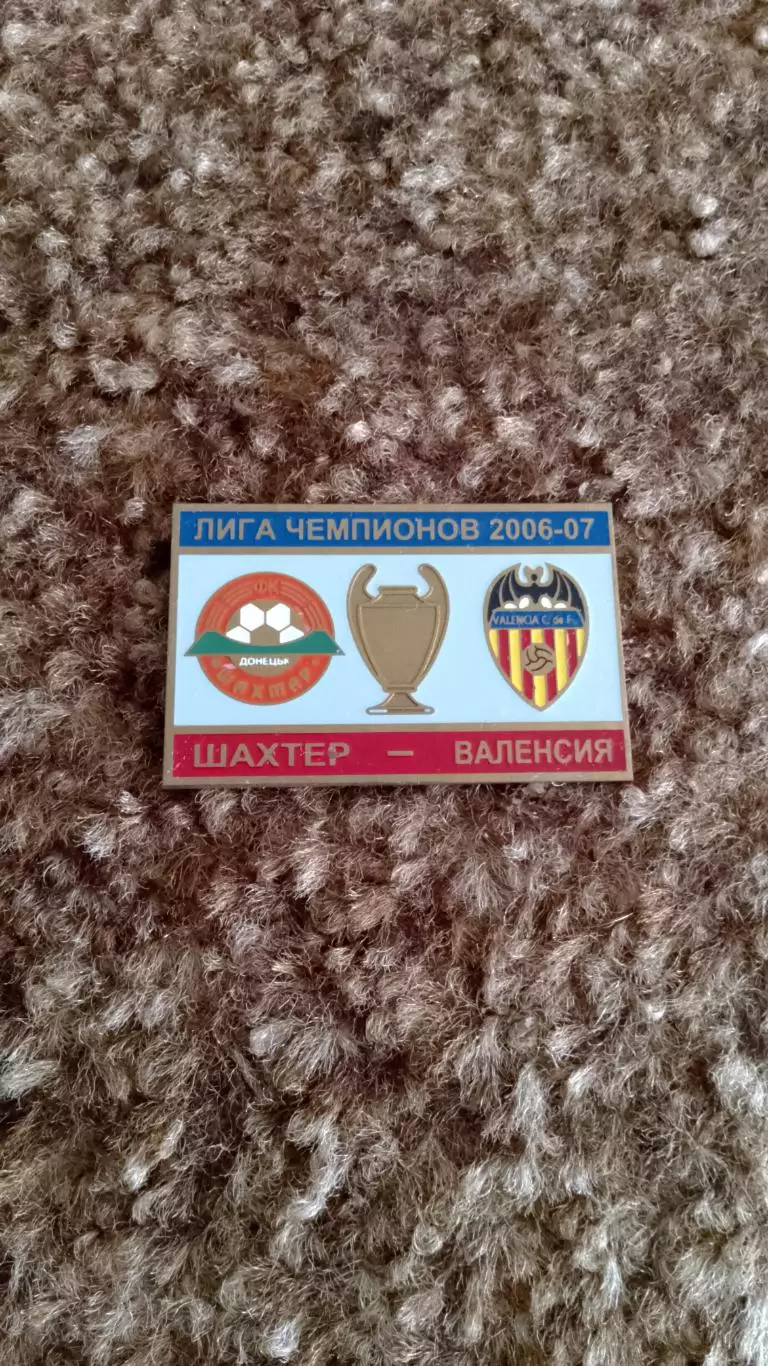 ЛИГА ЧЕМПИОНОВ 2006-07
ФК
ДОНЕЦЬК
ШАХТАР
VALENCIA C. de F.
ШАХТЕР – ВАЛЕНСИЯ